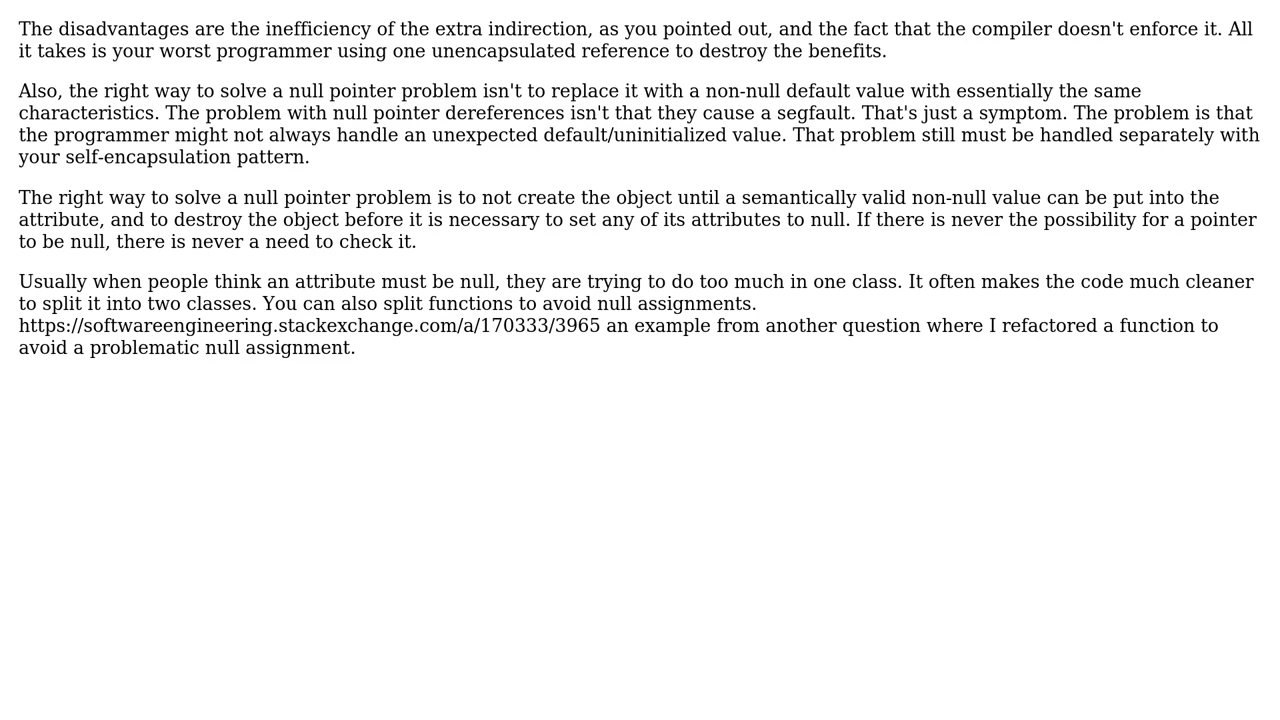 The disadvantages are the inefficiency of the extra indirection, as you pointed out, and the fact that the compiler doesn't enforce it. All
it takes is your worst programmer using one unencapsulated reference to destroy the benefits.
Also, the right way to solve a null pointer problem isn't to replace it with a non-null default value with essentially the same
characteristics. The problem with null pointer dereferences isn't that they cause a segfault. That's just a symptom. The problem is that
the programmer might not always handle an unexpected default/uninitialized value. That problem still must be handled separately with
your self-encapsulation pattern.
The right way to solve a null pointer problem is to not create the object until a semantically valid non-null value can be put into the
attribute, and to destroy the object before it is necessary to set any of its attributes to null. If there is never the possibility for a pointer
to be null, there is never a need to check it.
Usually when people think an attribute must be null, they are trying to do too much in one class. It often makes the code much cleaner
to split it into two classes. You can also split functions to avoid null assignments.
https://softwareengineering.stackexchange.com/a/170333/3965 an example from another question where I refactored a function to
avoid a problematic null assignment.